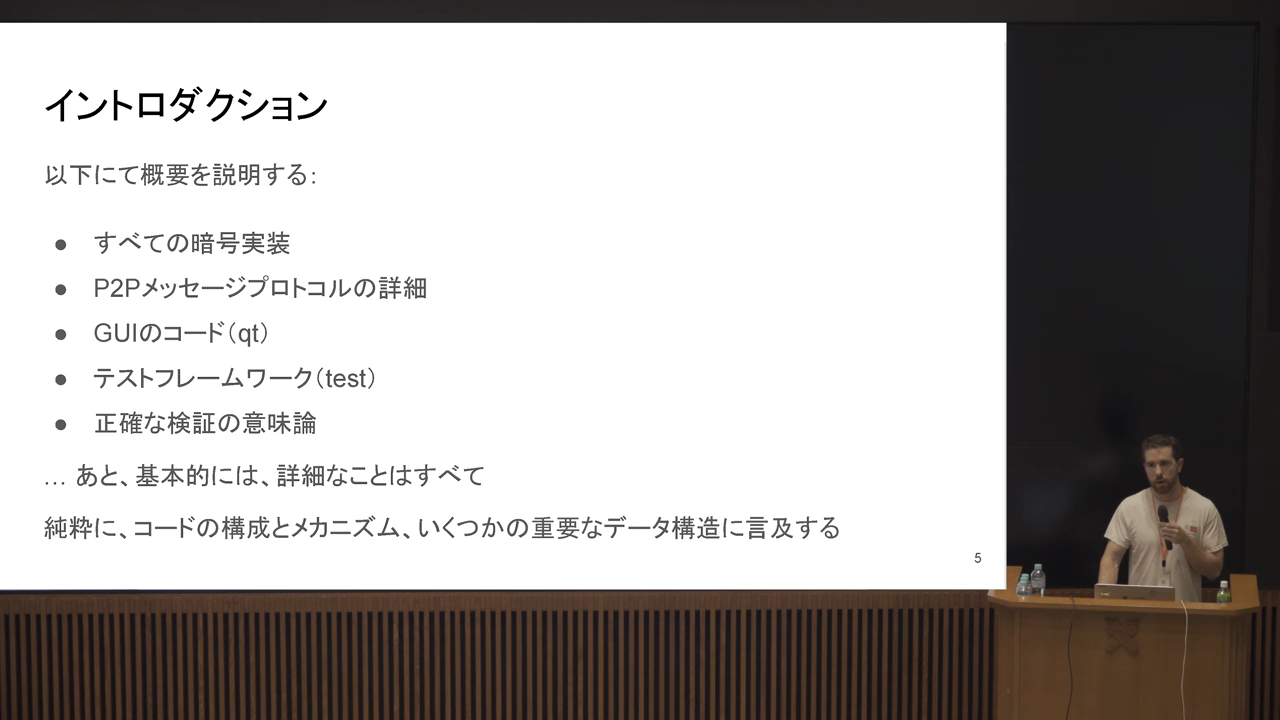 イントロダクション
以下にて概要を説明する：
● すべての暗号実装
● P2Pメッセージプロトコルの詳細
● GUIのコード（qt）
● テストフレームワーク（test）
● 正確な検証の意味論
… あと、基本的には、詳細なことはすべて
純粋に、コードの構成とメカニズム、いくつかの重要なデータ構造に言及する
5